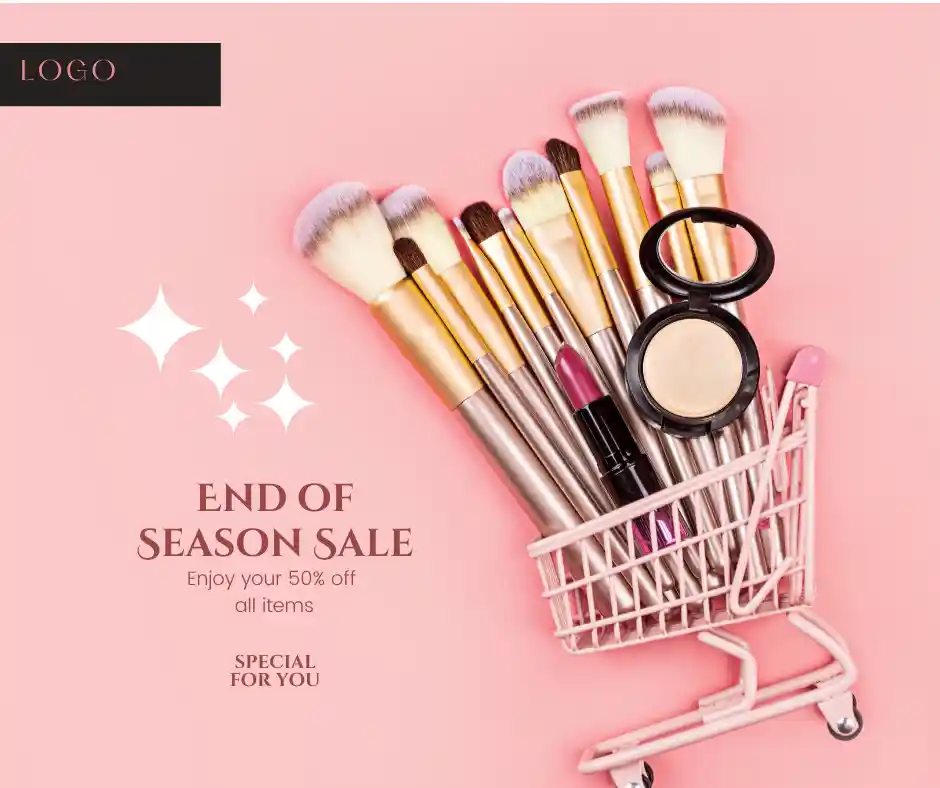 LOGO
END OF
SEASON SALE
Enjoy your 50% off
all items
SPECIAL
FOR YOU